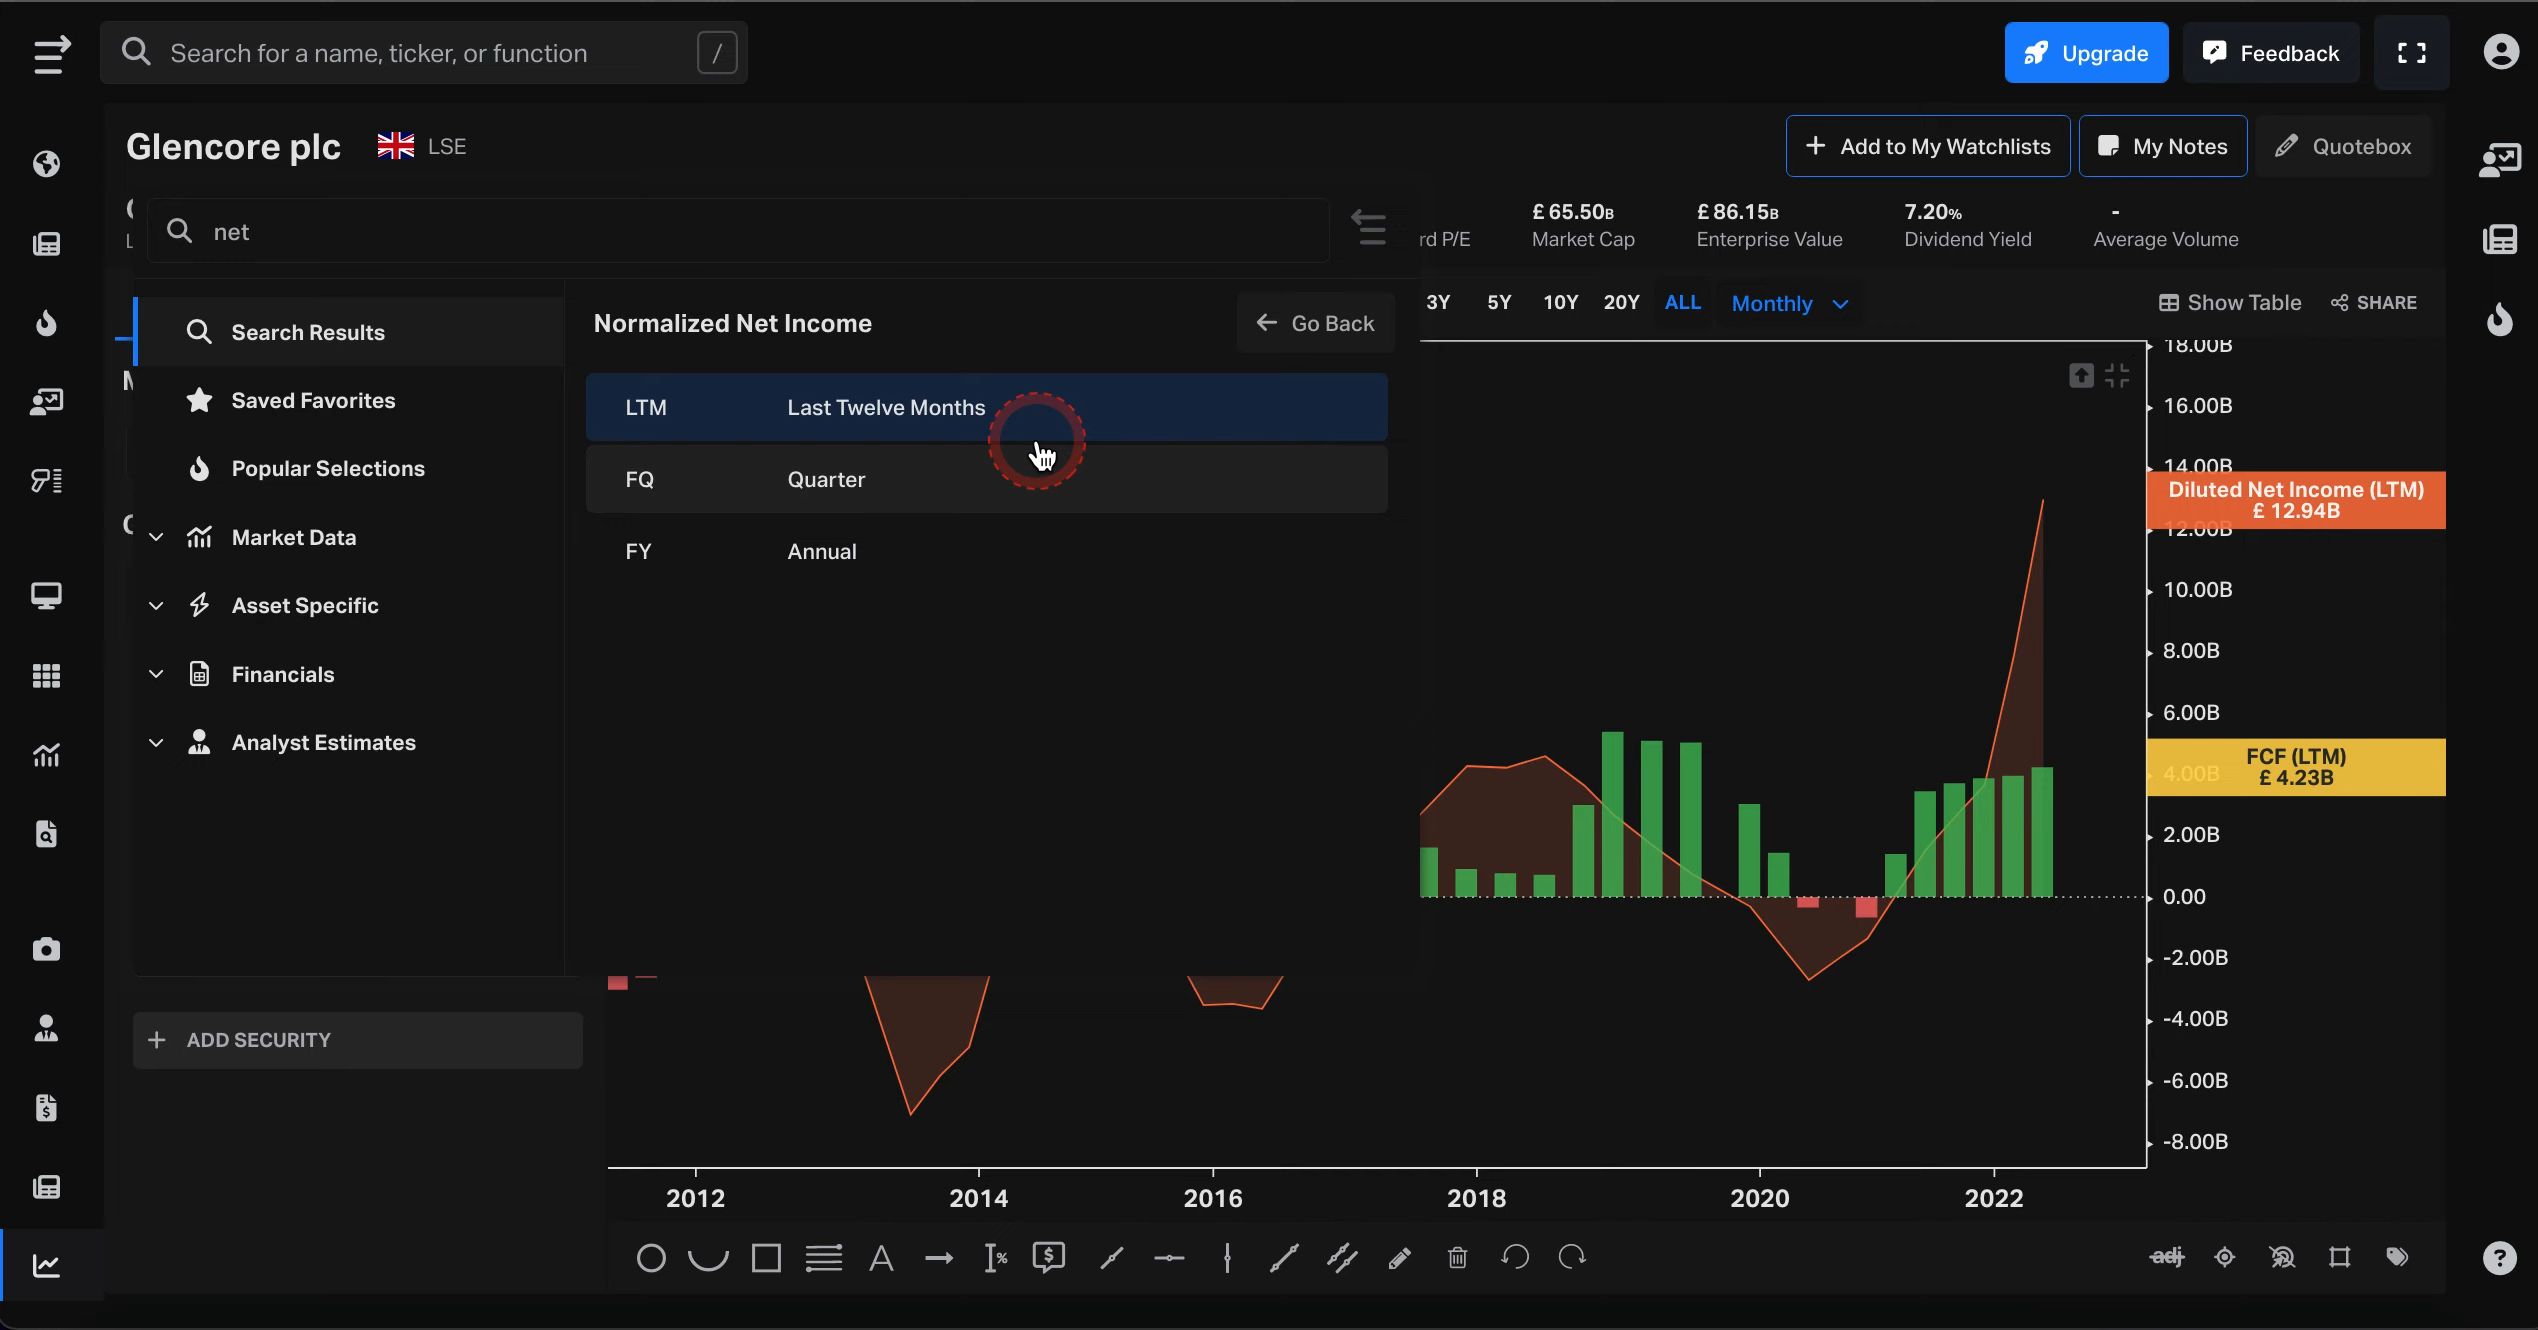 Search for a name, ticker, or function
/
Upgrade
Feedback
Glencore plc
LSE
+ Add to My Watchlists
My Notes
Quotebox
net
rd P/E
£ 65.50B
Market Cap
£ 86.15B
Enterprise Value
7.20%
Dividend Yield
-
Average Volume
3Y
5Y
10Y
20Y
ALL
Monthly
Show Table
SHARE
Search Results
Saved Favorites
Popular Selections
Market Data
Asset Specific
Financials
Analyst Estimates
Normalized Net Income
Go Back
LTM
Last Twelve Months
FQ
Quarter
FY
Annual
+ ADD SECURITY
18.00B
16.00B
14.00B
Diluted Net Income (LTM)
£ 12.94B
12.00B
10.00B
8.00B
6.00B
4.00B
FCF (LTM)
£ 4.23B
2.00B
0.00
-2.00B
-4.00B
-6.00B
-8.00B
2012
2014
2016
2018
2020
2022
A
%
$
adj
?